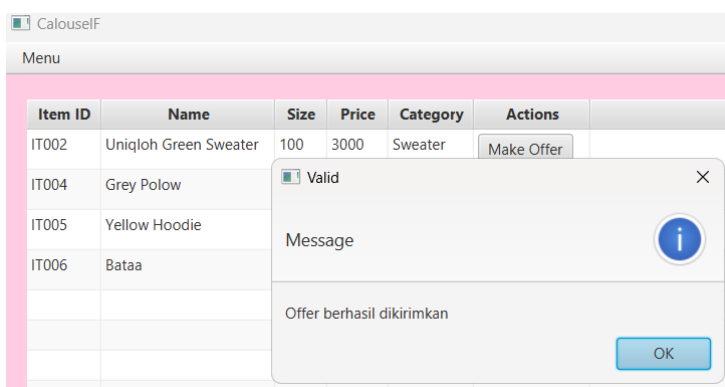 CalouselF
Menu
Item ID Name Size Price Category Actions
IT002 Uniqloh Green Sweater 100 3000 Sweater Make Offer
IT004 Grey Polow
IT005 Yellow Hoodie
IT006 Bataa
Valid
Message
Offer berhasil dikirimkan
OK